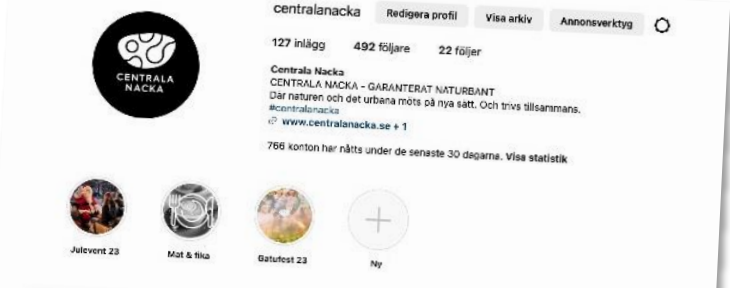 centralanacka Redigera profil Visa arkiv Annonsverktyg
127 inlägg 492 följare 22 följer
CENTRALA
NACKA
Centrala Nacka
CENTRALA NACKA - GARANTERAT NATURBANT
Där naturen och det urbana möts på nya sätt. Och trivs tillsammans.
#centralanacka
www.centralanacka.se + 1
766 konton har nåtts under de senaste 30 dagarna. Visa statistik
Julevent 23 Mat & fika Gatufest 23 Ny